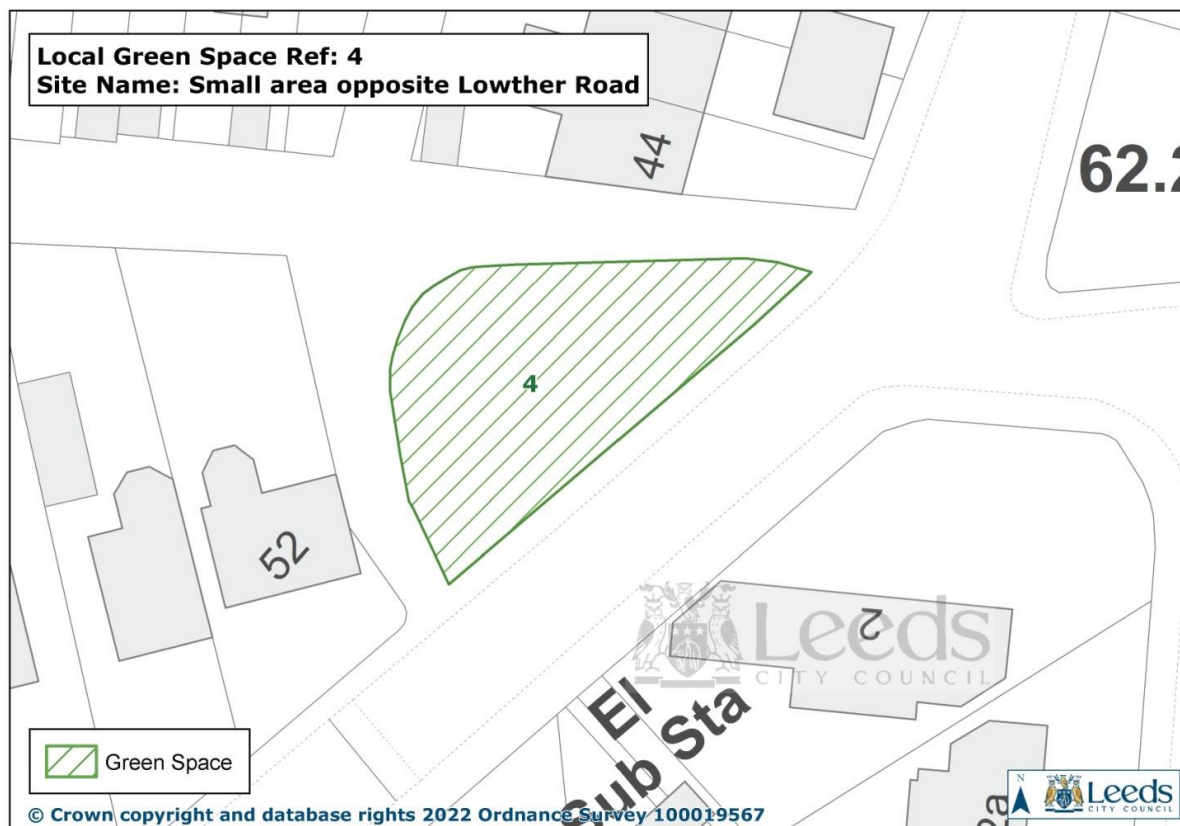 Local Green Space Ref: 4
Site Name: Small area opposite Lowther Road
44
62.2
4
52
2
Leeds
CITY COUNCIL
El
Sub Sta
2a
Green Space
N
Leeds
CITY COUNCIL
© Crown copyright and database rights 2022 Ordnance Survey 100019567